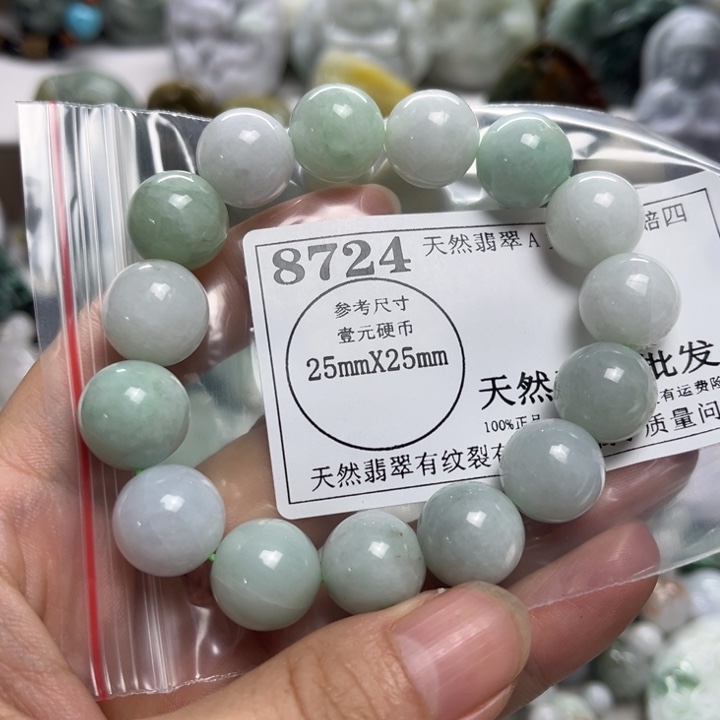 8724
天然翡翠A 赔四
参考尺寸
壹元硬币
25mmX25mm
天然 批发
100%正品 有运费险
质量问
天然翡翠有纹裂